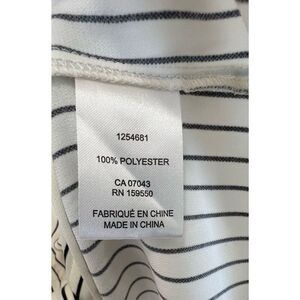 1254681
100% POLYESTER
CA 07043
RN 159550
FABRIQUÉ EN CHINE
MADE IN CHINA